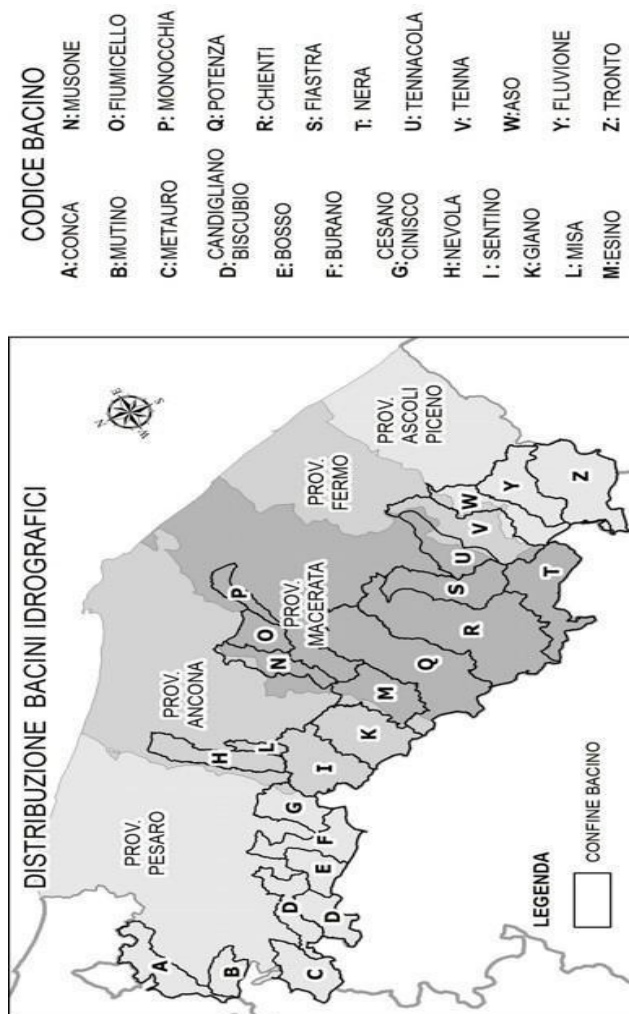 DISTRIBUZIONE BACINI IDROGRAFICI
PROV.
PESARO
PROV.
ANCONA
PROV.
MACERATA
PROV.
FERMO
PROV.
ASCOLI
PICENO
N
E
S
W
A
B
C
D
D
E
F
G
H
L
I
K
M
N
O
P
Q
R
S
T
U
V
W
Y
Z
LEGENDA
CONFINE BACINO
CODICE BACINO
A: CONCA
B: MUTINO
C: METAURO
D: CANDIGLIANO
BISCUBIO
E: BOSSO
F: BURANO
G: CESANO
CINISCO
H: NEVOLA
I : SENTINO
K: GIANO
L: MISA
M: ESINO
N: MUSONE
O: FIUMICELLO
P: MONOCCHIA
Q: POTENZA
R: CHIENTI
S: FIASTRA
T: NERA
U: TENNACOLA
V: TENNA
W: ASO
Y: FLUVIONE
Z: TRONTO